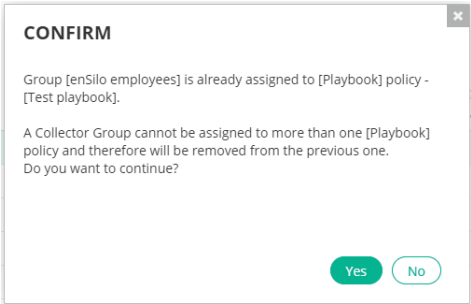 CONFIRM
Group [enSilo employees] is already assigned to [Playbook] policy -
[Test playbook].
A Collector Group cannot be assigned to more than one [Playbook]
policy and therefore will be removed from the previous one.
Do you want to continue?
Yes
No